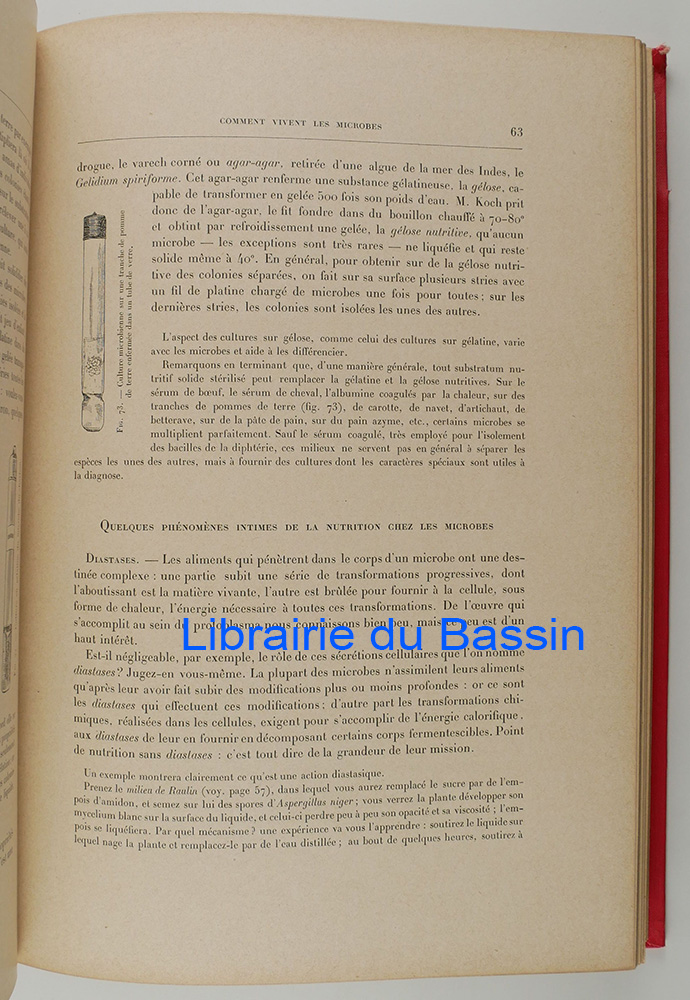 COMMENT VIVENT LES MICROBES
63
drogue, le varech corné ou agar-agar, retirée d'une algue de la mer des Indes, le
Gelidium spiriforme. Cet agar-agar renferme une substance gélatineuse, la gélose, ca-
pable de transformer en gelée 500 fois son poids d'eau. M. Koch prit
donc de l'agar-agar, le fit fondre dans du bouillon chauffé à 70-80°
et obtint par refroidissement une gelée, la gélose nutritive, qu'aucun
microbe — les exceptions sont très rares — ne liquéfie et qui reste
solide même à 40°. En général, pour obtenir sur de la gélose nutri-
tive des colonies séparées, on fait sur sa surface plusieurs stries avec
un fil de platine chargé de microbes une fois pour toutes; sur les
dernières stries, les colonies sont isolées les unes des autres.
FIG. 73. — Culture microbienne sur une tranche de pomme
de terre enfermée dans un tube de verre.
L'aspect des cultures sur gélose, comme celui des cultures sur gélatine, varie
avec les microbes et aide à les différencier.
Remarquons en terminant que, d'une manière générale, tout substratum nu-
tritif solide stérilisé peut remplacer la gélatine et la gélose nutritives. Sur le
sérum de bœuf, le sérum de cheval, l'albumine coagulés par la chaleur, sur des
tranches de pommes de terre (fig. 73), de carotte, de navet, d'artichaut, de
betterave, sur de la pâte de pain, sur du pain azyme, etc., certains microbes se
multiplient parfaitement. Sauf le sérum coagulé, très employé pour l'isolement
des bacilles de la diphtérie, ces milieux ne servent pas en général à séparer les
espèces les unes des autres, mais à fournir des cultures dont les caractères spéciaux sont utiles à
la diagnose.
QUELQUES PHÉNOMÈNES INTIMES DE LA NUTRITION CHEZ LES MICROBES
DIASTASES. — Les aliments qui pénètrent dans le corps d'un microbe ont une des-
tinée complexe : une partie subit une série de transformations progressives, dont
l'aboutissant est la matière vivante, l'autre est brûlée pour fournir à la cellule, sous
forme de chaleur, l'énergie nécessaire à toutes ces transformations. De l'œuvre qui
s'accomplit au sein du protoplasma nous connaissons bien peu, mais ce peu est d'un
haut intérêt.
Librairie du Bassin
Est-il négligeable, par exemple, le rôle de ces sécrétions cellulaires que l'on nomme
diastases? Jugez-en vous-même. La plupart des microbes n'assimilent leurs aliments
qu'après leur avoir fait subir des modifications plus ou moins profondes : or ce sont
les diastases qui effectuent ces modifications; d'autre part les transformations chi-
miques, réalisées dans les cellules, exigent pour s'accomplir de l'énergie calorifique,
aux diastases de leur en fournir en décomposant certains corps fermentescibles. Point
de nutrition sans diastases : c'est tout dire de la grandeur de leur mission.
Un exemple montrera clairement ce qu'est une action diastasique.
Prenez le milieu de Raulin (voy. page 57), dans lequel vous aurez remplacé le sucre par de l'em-
pois d'amidon, et semez sur lui des spores d'Aspergillus niger; vous verrez la plante développer son
mycelium blanc sur la surface du liquide, et celui-ci perdre peu à peu son opacité et sa viscosité ; l'em-
pois se liquéfiera. Par quel mécanisme? une expérience va vous l'apprendre : soutirez le liquide sur
lequel nage la plante et remplacez-le par de l'eau distillée; au bout de quelques heures, soutirez à